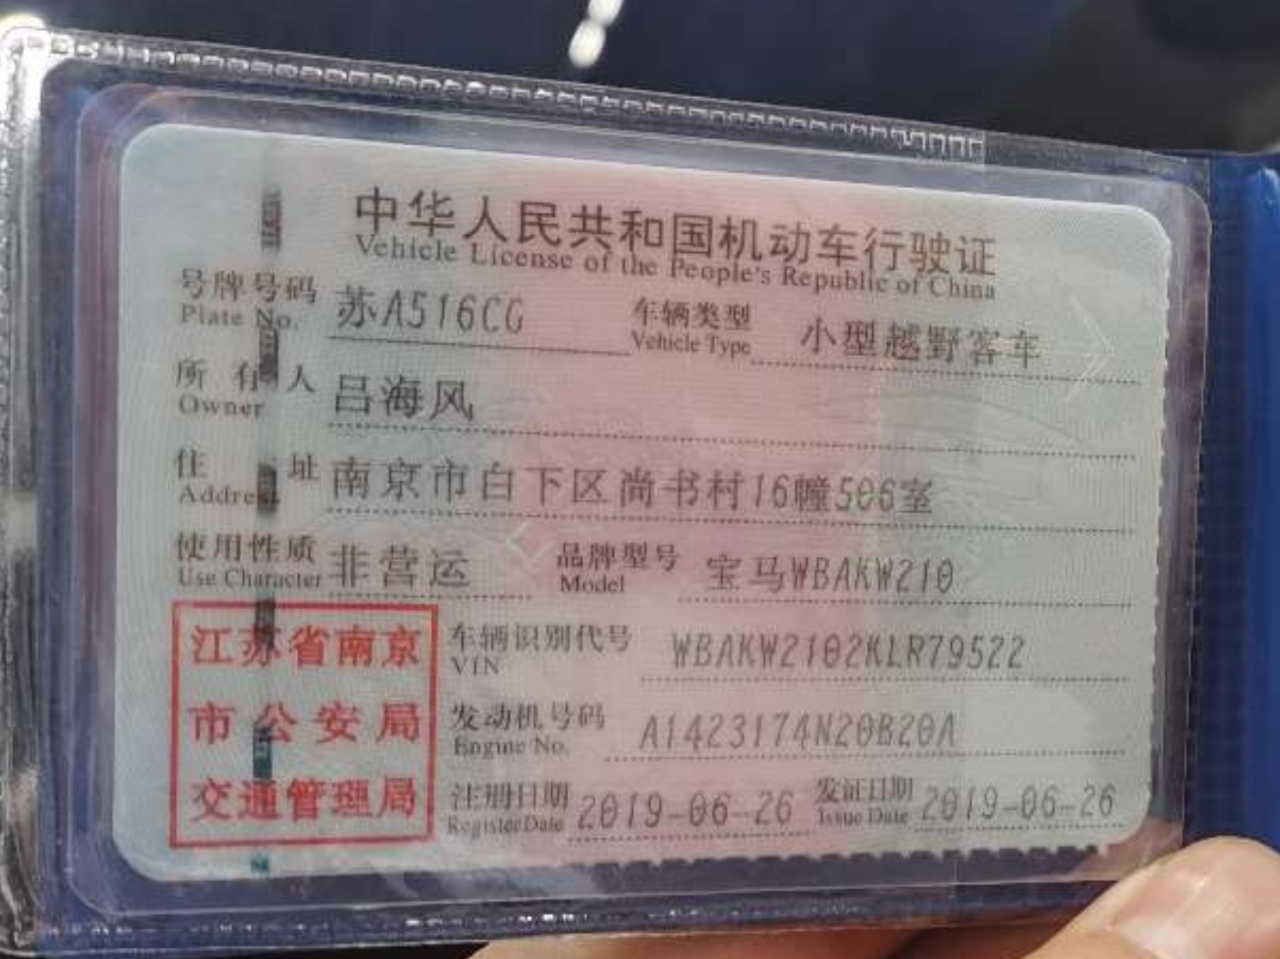 中华人民共和国机动车行驶证
Vehicle License of the People's Republic of China
号牌号码 苏A516CG 车辆类型 小型越野客车
Plate No. Vehicle Type
所有人 吕海风
Owner
住址 南京市白下区尚书村16幢506室
Address
使用性质 非营运 品牌型号 宝马WBAKW210
Use Character Model
江苏省南京
市公安局
交通管理局
车辆识别代号 WBAKW2102KLR79522
VIN
发动机号码 A1423174N20B20A
Engine No.
注册日期 2019-06-26 发证日期 2019-06-26
Register Date Issue Date